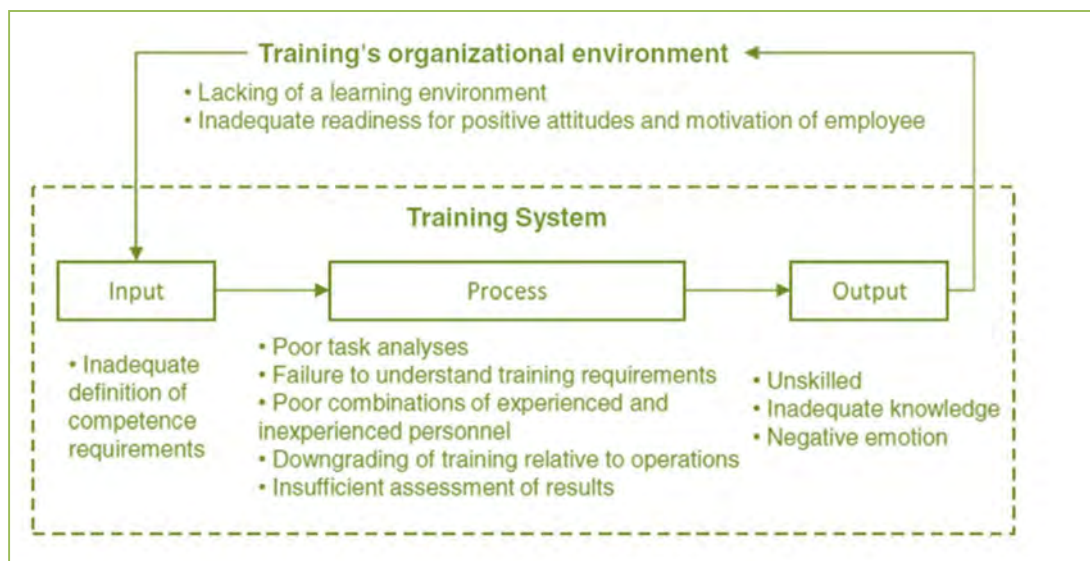 Training's organizational environment
• Lacking of a learning environment
• Inadequate readiness for positive attitudes and motivation of employee
Training System
Input
Process
Output
• Inadequate
definition of
competence
requirements
• Poor task analyses
• Failure to understand training requirements
• Poor combinations of experienced and
inexperienced personnel
• Downgrading of training relative to operations
• Insufficient assessment of results
• Unskilled
• Inadequate knowledge
• Negative emotion